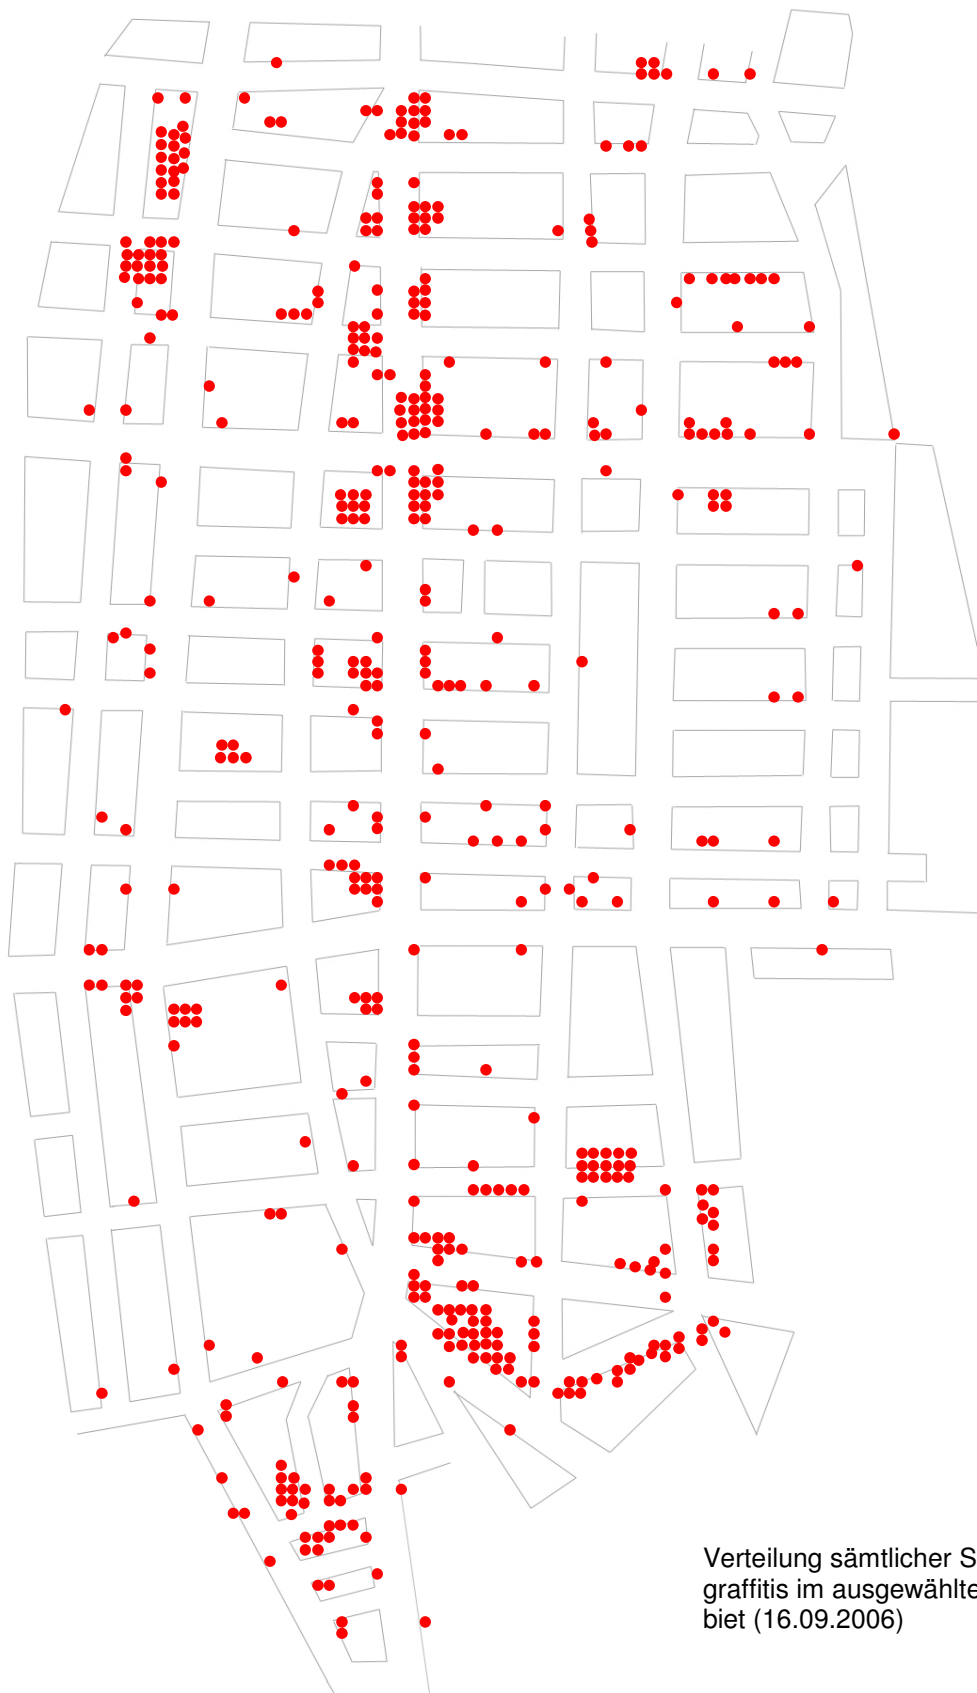 Verteilung sämtlicher S
graffitis im ausgewählte
biet (16.09.2006)